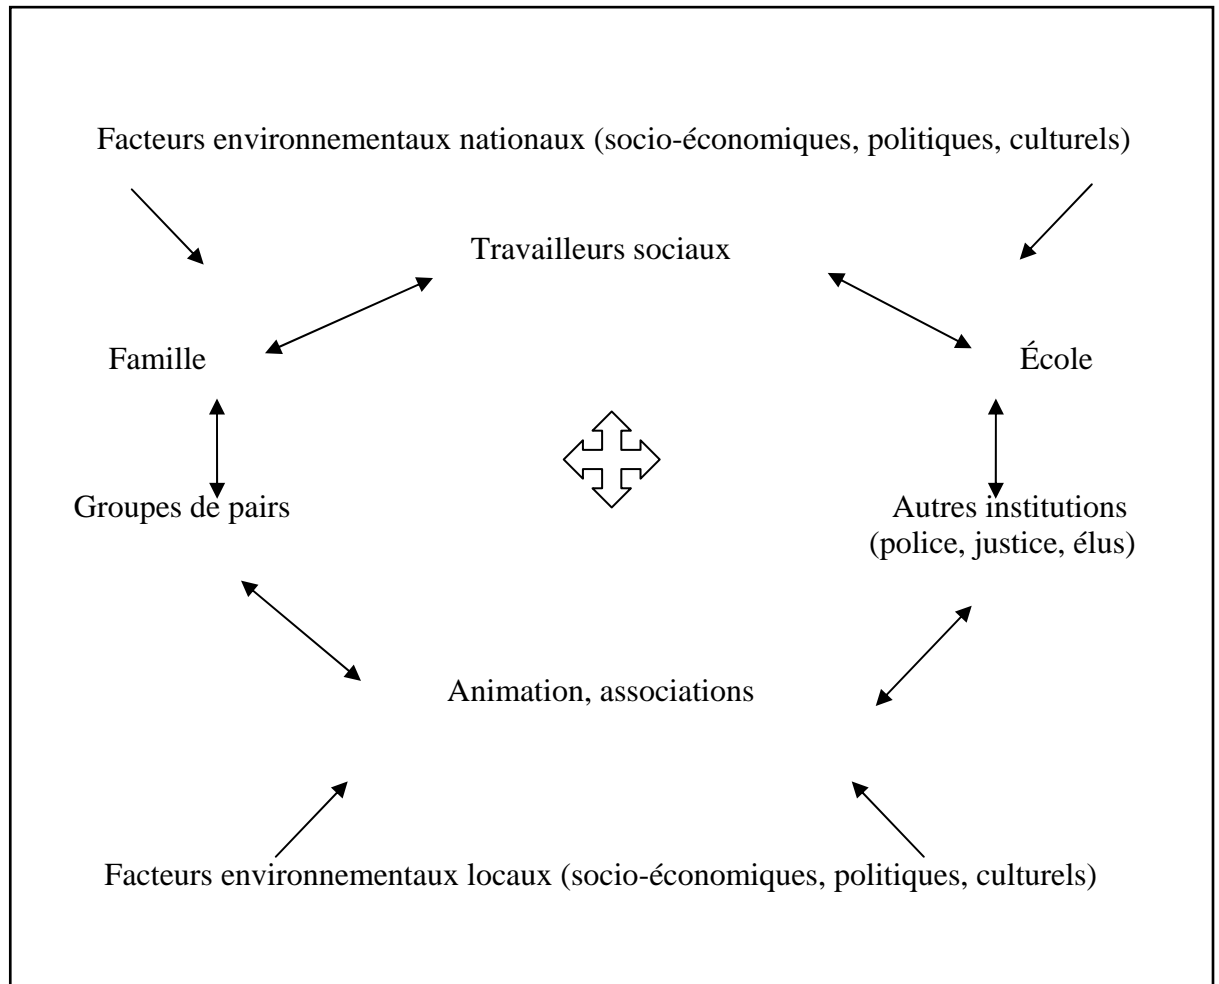 Facteurs environnementaux nationaux (socio-économiques, politiques, culturels)
Travailleurs sociaux
Famille
École
Groupes de pairs
Autres institutions
(police, justice, élus)
Animation, associations
Facteurs environnementaux locaux (socio-économiques, politiques, culturels)